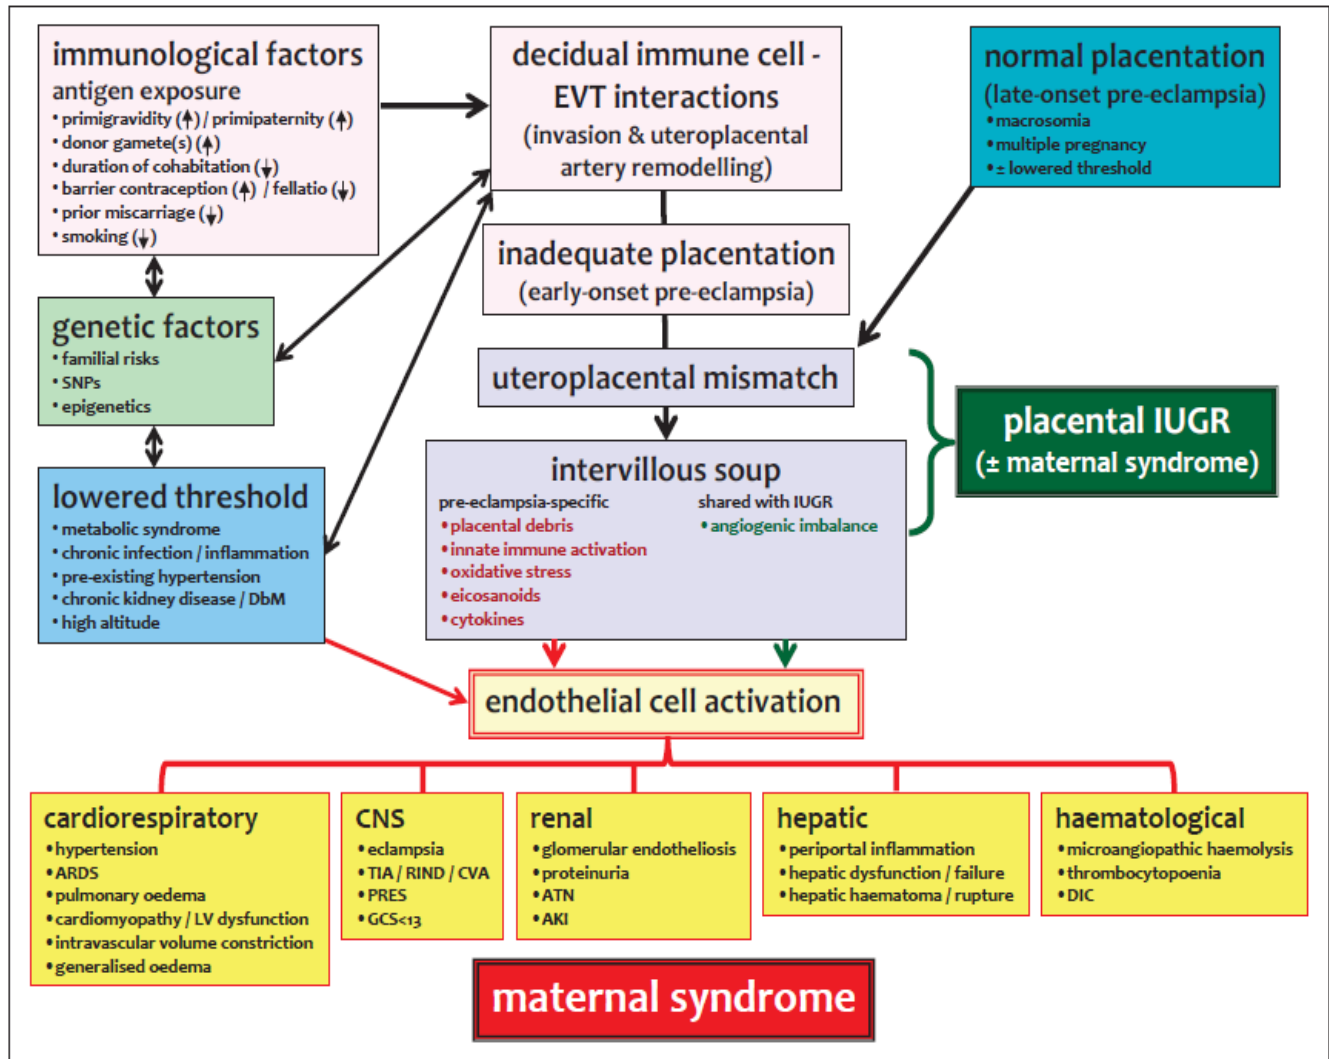 immunological factors
antigen exposure
• primigravidity (↑) / primipaternity (↑)
• donor gamete(s) (↑)
• duration of cohabitation (↓)
• barrier contraception (↑) / fellatio (↓)
• prior miscarriage (↓)
• smoking (↓)
genetic factors
• familial risks
• SNPs
• epigenetics
lowered threshold
• metabolic syndrome
• chronic infection / inflammation
• pre-existing hypertension
• chronic kidney disease / DbM
• high altitude
decidual immune cell -
EVT interactions
(invasion & uteroplacental
artery remodelling)
inadequate placentation
(early-onset pre-eclampsia)
uteroplacental mismatch
intervillous soup
pre-eclampsia-specific
• placental debris
• innate immune activation
• oxidative stress
• eicosanoids
• cytokines
shared with IUGR
• angiogenic imbalance
normal placentation
(late-onset pre-eclampsia)
• macrosomia
• multiple pregnancy
• ± lowered threshold
placental IUGR
(± maternal syndrome)
endothelial cell activation
cardiorespiratory
• hypertension
• ARDS
• pulmonary oedema
• cardiomyopathy / LV dysfunction
• intravascular volume constriction
• generalised oedema
CNS
• eclampsia
• TIA / RIND / CVA
• PRES
• GCS<13
renal
• glomerular endotheliosis
• proteinuria
• ATN
• AKI
hepatic
• periportal inflammation
• hepatic dysfunction / failure
• hepatic haematoma / rupture
haematological
• microangiopathic haemolysis
• thrombocytopoenia
• DIC
maternal syndrome